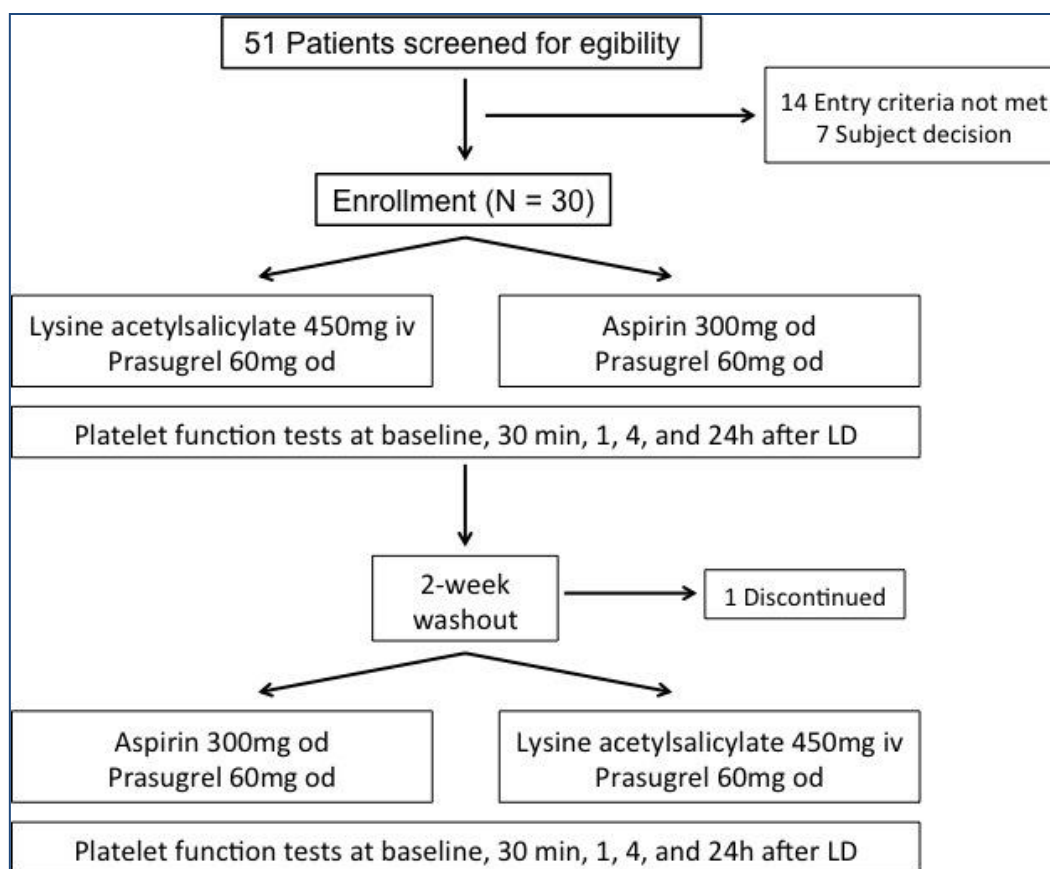 51 Patients screened for egibility
14 Entry criteria not met
7 Subject decision
Enrollment (N = 30)
Lysine acetylsalicylate 450mg iv
Prasugrel 60mg od
Aspirin 300mg od
Prasugrel 60mg od
Platelet function tests at baseline, 30 min, 1, 4, and 24h after LD
2-week
washout
1 Discontinued
Aspirin 300mg od
Prasugrel 60mg od
Lysine acetylsalicylate 450mg iv
Prasugrel 60mg od
Platelet function tests at baseline, 30 min, 1, 4, and 24h after LD